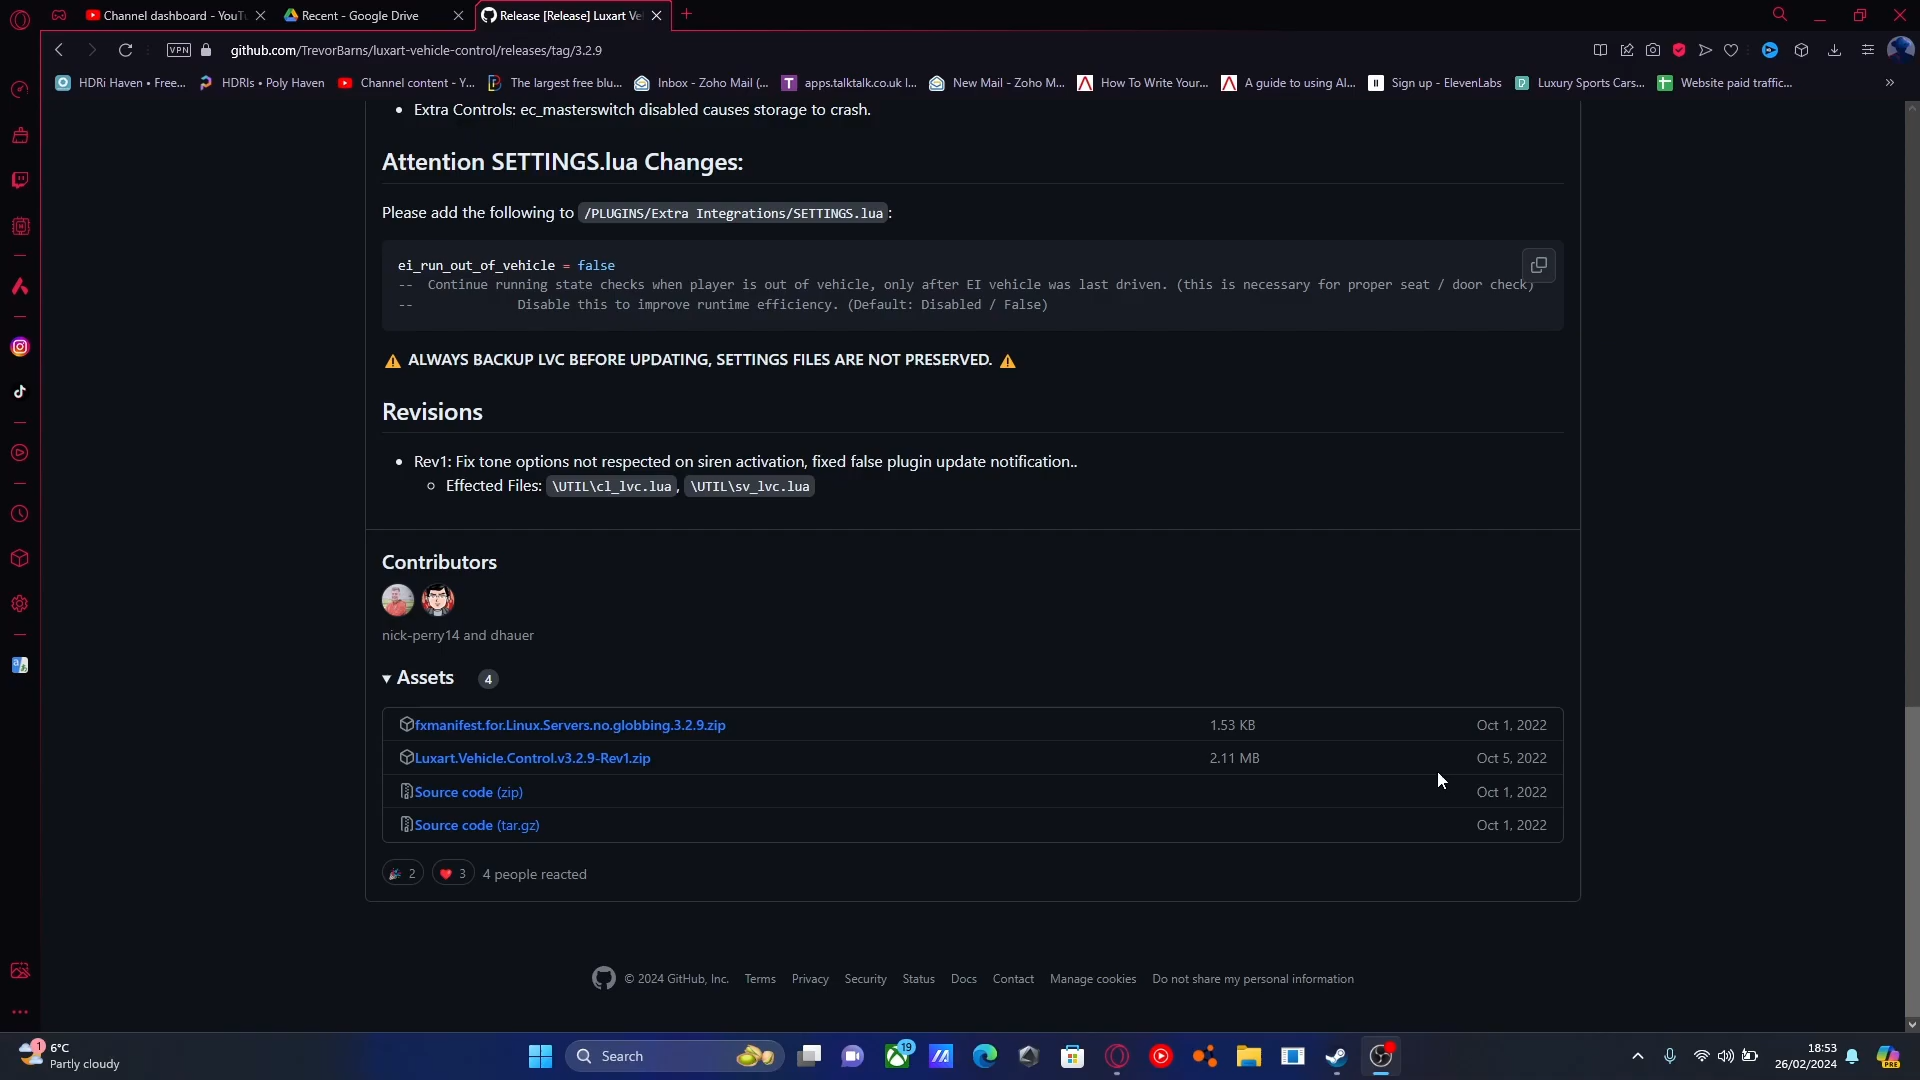 Channel dashboard - YouTu
Recent - Google Drive
Release [Release] Luxart Ve
VPN
github.com/TrevorBarns/luxart-vehicle-control/releases/tag/3.2.9
HDRi Haven • Free...
HDRIs • Poly Haven
Channel content - Y...
The largest free blu...
Inbox - Zoho Mail (...
T
apps.talktalk.co.uk l...
New Mail - Zoho M...
How To Write Your...
A guide to using AI...
Sign up - ElevenLabs
Luxury Sports Cars...
Website paid traffic...
»
• Extra Controls: ec_masterswitch disabled causes storage to crash.
Attention SETTINGS.lua Changes:
Please add the following to /PLUGINS/Extra Integrations/SETTINGS.lua:
ei_run_out_of_vehicle = false
-- Continue running state checks when player is out of vehicle, only after EI vehicle was last driven. (this is necessary for proper seat / door check)
-- Disable this to improve runtime efficiency. (Default: Disabled / False)
⚠ ALWAYS BACKUP LVC BEFORE UPDATING, SETTINGS FILES ARE NOT PRESERVED. ⚠
Revisions
• Rev1: Fix tone options not respected on siren activation, fixed false plugin update notification..
○ Effected Files: \UTIL\cl_lvc.lua, \UTIL\sv_lvc.lua
Contributors
nick-perry14 and dhauer
Assets 4
fxmanifest.for.Linux.Servers.no.globbing.3.2.9.zip 1.53 KB Oct 1, 2022
Luxart.Vehicle.Control.v3.2.9-Rev1.zip 2.11 MB Oct 5, 2022
Source code (zip) Oct 1, 2022
Source code (tar.gz) Oct 1, 2022
2 3 4 people reacted
© 2024 GitHub, Inc. Terms Privacy Security Status Docs Contact Manage cookies Do not share my personal information
1
6°C
Partly cloudy
Search
19
18:53
26/02/2024
PRE